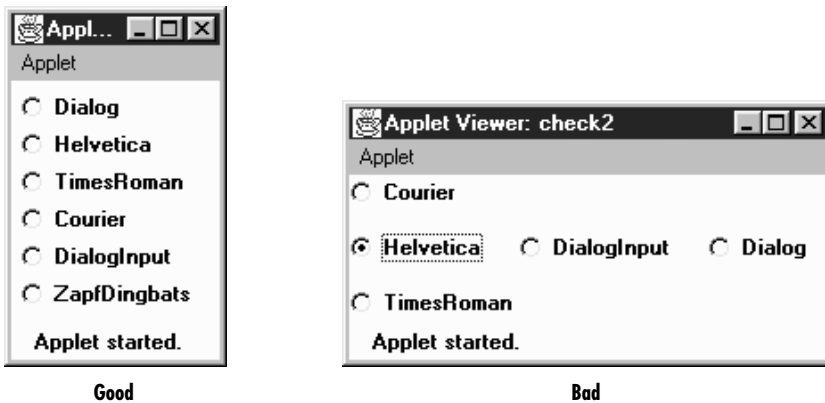 Appl...
Applet
Dialog
Helvetica
TimesRoman
Courier
DialogInput
ZapfDingbats
Applet started.
Good
Applet Viewer: check2
Applet
Courier
Helvetica DialogInput Dialog
TimesRoman
Applet started.
Bad